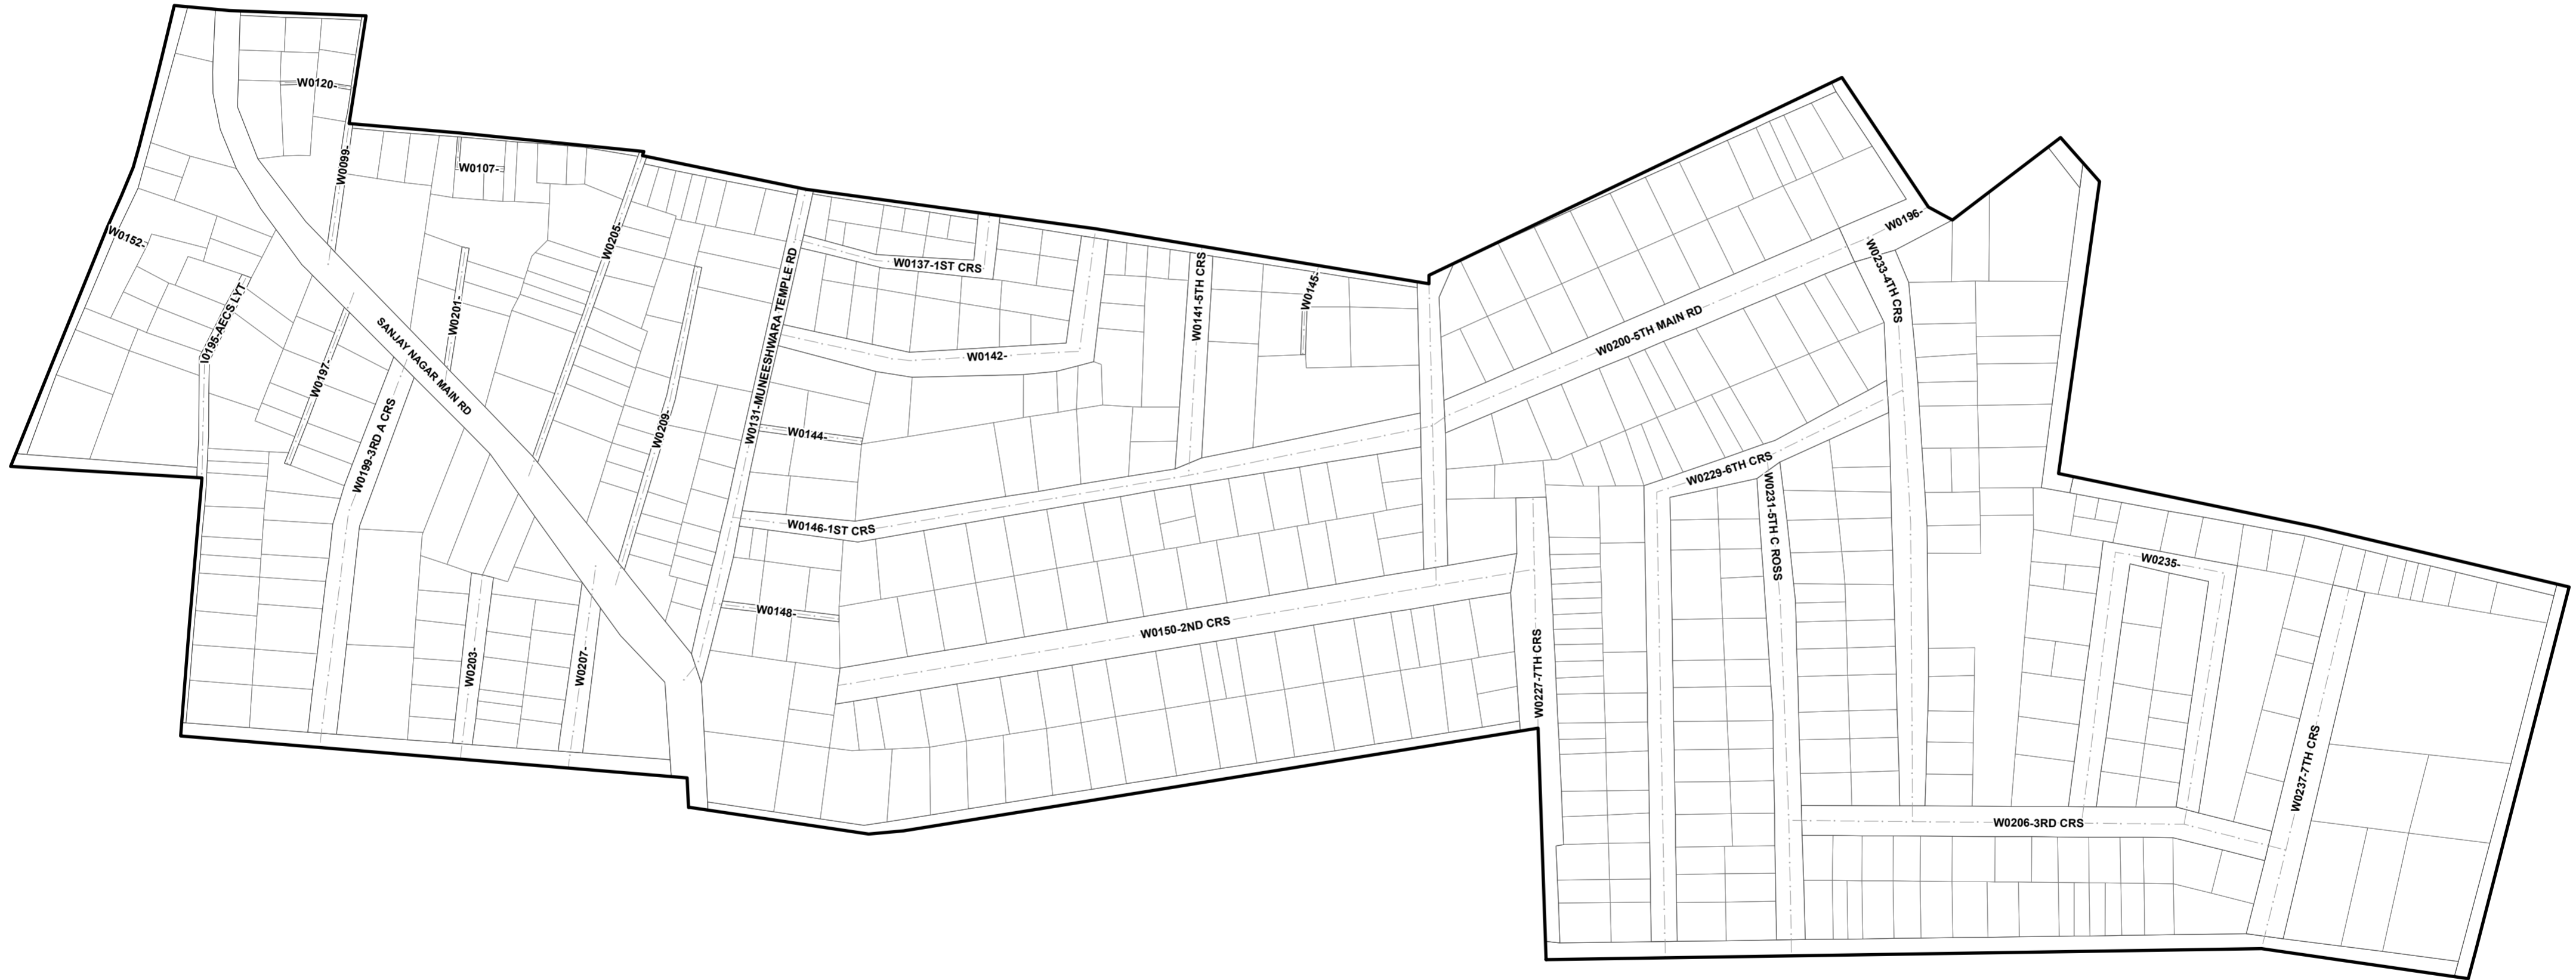 W0120-
W0099-
W0107-
W0152-
W0205-
W0196-
W0137-1ST CRS
W0233-4TH CRS
W0141-5TH CRS
W0145-
W0201-
0195-AECS LYT
W0131-MUNEESHWARA TEMPLE RD
W0200-5TH MAIN RD
W0142-
SANJAY NAGAR MAIN RD
W0197-
W0209-
W0144-
W0199-3RD A CRS
W0229-6TH CRS
W0146-1ST CRS
W0231-5TH C ROSS
W0235-
W0148-
W0150-2ND CRS
W0203-
W0207-
W0227-7TH CRS
W0237-7TH CRS
W0206-3RD CRS